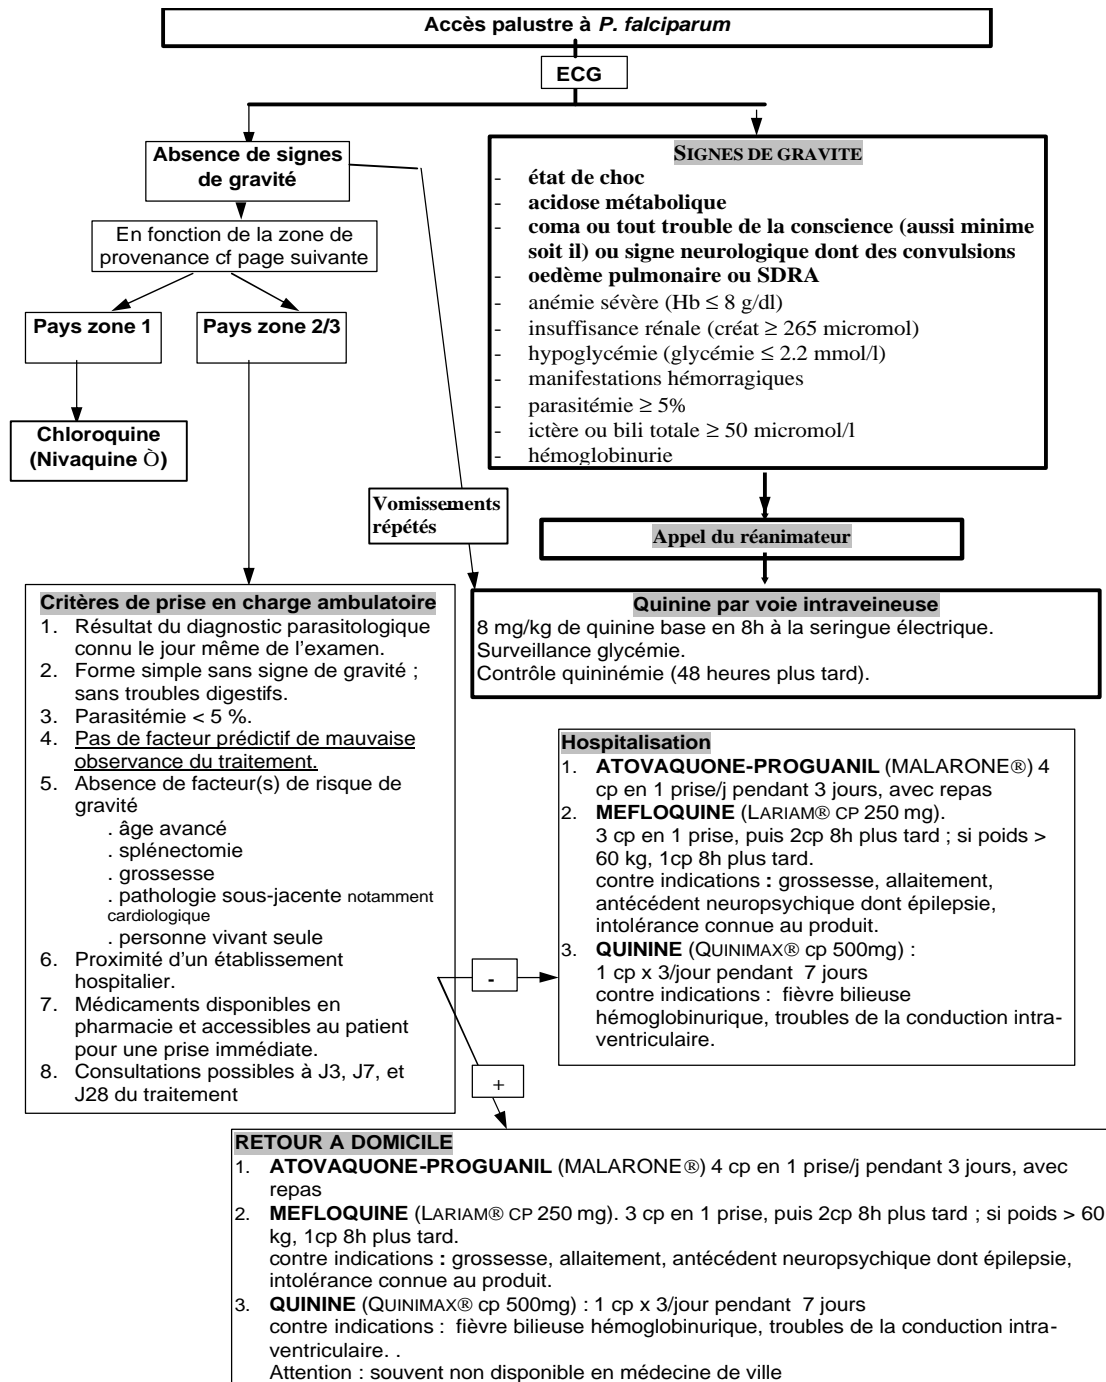 Accès palustre à P. falciparum
ECG
Absence de signes
de gravité
En fonction de la zone de
provenance cf page suivante
Pays zone 1
Pays zone 2/3
Chloroquine
(Nivaquine Ò)
SIGNES DE GRAVITE
- état de choc
- acidose métabolique
- coma ou tout trouble de la conscience (aussi minime
soit il) ou signe neurologique dont des convulsions
- oedème pulmonaire ou SDRA
- anémie sévère (Hb ≤ 8 g/dl)
- insuffisance rénale (créat ≥ 265 micromol)
- hypoglycémie (glycémie ≤ 2.2 mmol/l)
- manifestations hémorragiques
- parasitémie ≥ 5%
- ictère ou bili totale ≥ 50 micromol/l
- hémoglobinurie
Vomissements
répétés
Appel du réanimateur
Quinine par voie intraveineuse
8 mg/kg de quinine base en 8h à la seringue électrique.
Surveillance glycémie.
Contrôle quininémie (48 heures plus tard).
Critères de prise en charge ambulatoire
1. Résultat du diagnostic parasitologique
connu le jour même de l'examen.
2. Forme simple sans signe de gravité ;
sans troubles digestifs.
3. Parasitémie < 5 %.
4. Pas de facteur prédictif de mauvaise
observance du traitement.
5. Absence de facteur(s) de risque de
gravité
. âge avancé
. splénectomie
. grossesse
. pathologie sous-jacente notamment
cardiologique
. personne vivant seule
6. Proximité d'un établissement
hospitalier.
7. Médicaments disponibles en
pharmacie et accessibles au patient
pour une prise immédiate.
8. Consultations possibles à J3, J7, et
J28 du traitement
-
+
Hospitalisation
1. ATOVAQUONE-PROGUANIL (MALARONE®) 4
cp en 1 prise/j pendant 3 jours, avec repas
2. MEFLOQUINE (LARIAM® CP 250 mg).
3 cp en 1 prise, puis 2cp 8h plus tard ; si poids >
60 kg, 1cp 8h plus tard.
contre indications : grossesse, allaitement,
antécédent neuropsychique dont épilepsie,
intolérance connue au produit.
3. QUININE (QUINIMAX® cp 500mg) :
1 cp x 3/jour pendant 7 jours
contre indications : fièvre bilieuse
hémoglobinurique, troubles de la conduction intra-
ventriculaire.
RETOUR A DOMICILE
1. ATOVAQUONE-PROGUANIL (MALARONE®) 4 cp en 1 prise/j pendant 3 jours, avec
repas
2. MEFLOQUINE (LARIAM® CP 250 mg). 3 cp en 1 prise, puis 2cp 8h plus tard ; si poids > 60
kg, 1cp 8h plus tard.
contre indications : grossesse, allaitement, antécédent neuropsychique dont épilepsie,
intolérance connue au produit.
3. QUININE (QUINIMAX® cp 500mg) : 1 cp x 3/jour pendant 7 jours
contre indications : fièvre bilieuse hémoglobinurique, troubles de la conduction intra-
ventriculaire. .
Attention : souvent non disponible en médecine de ville